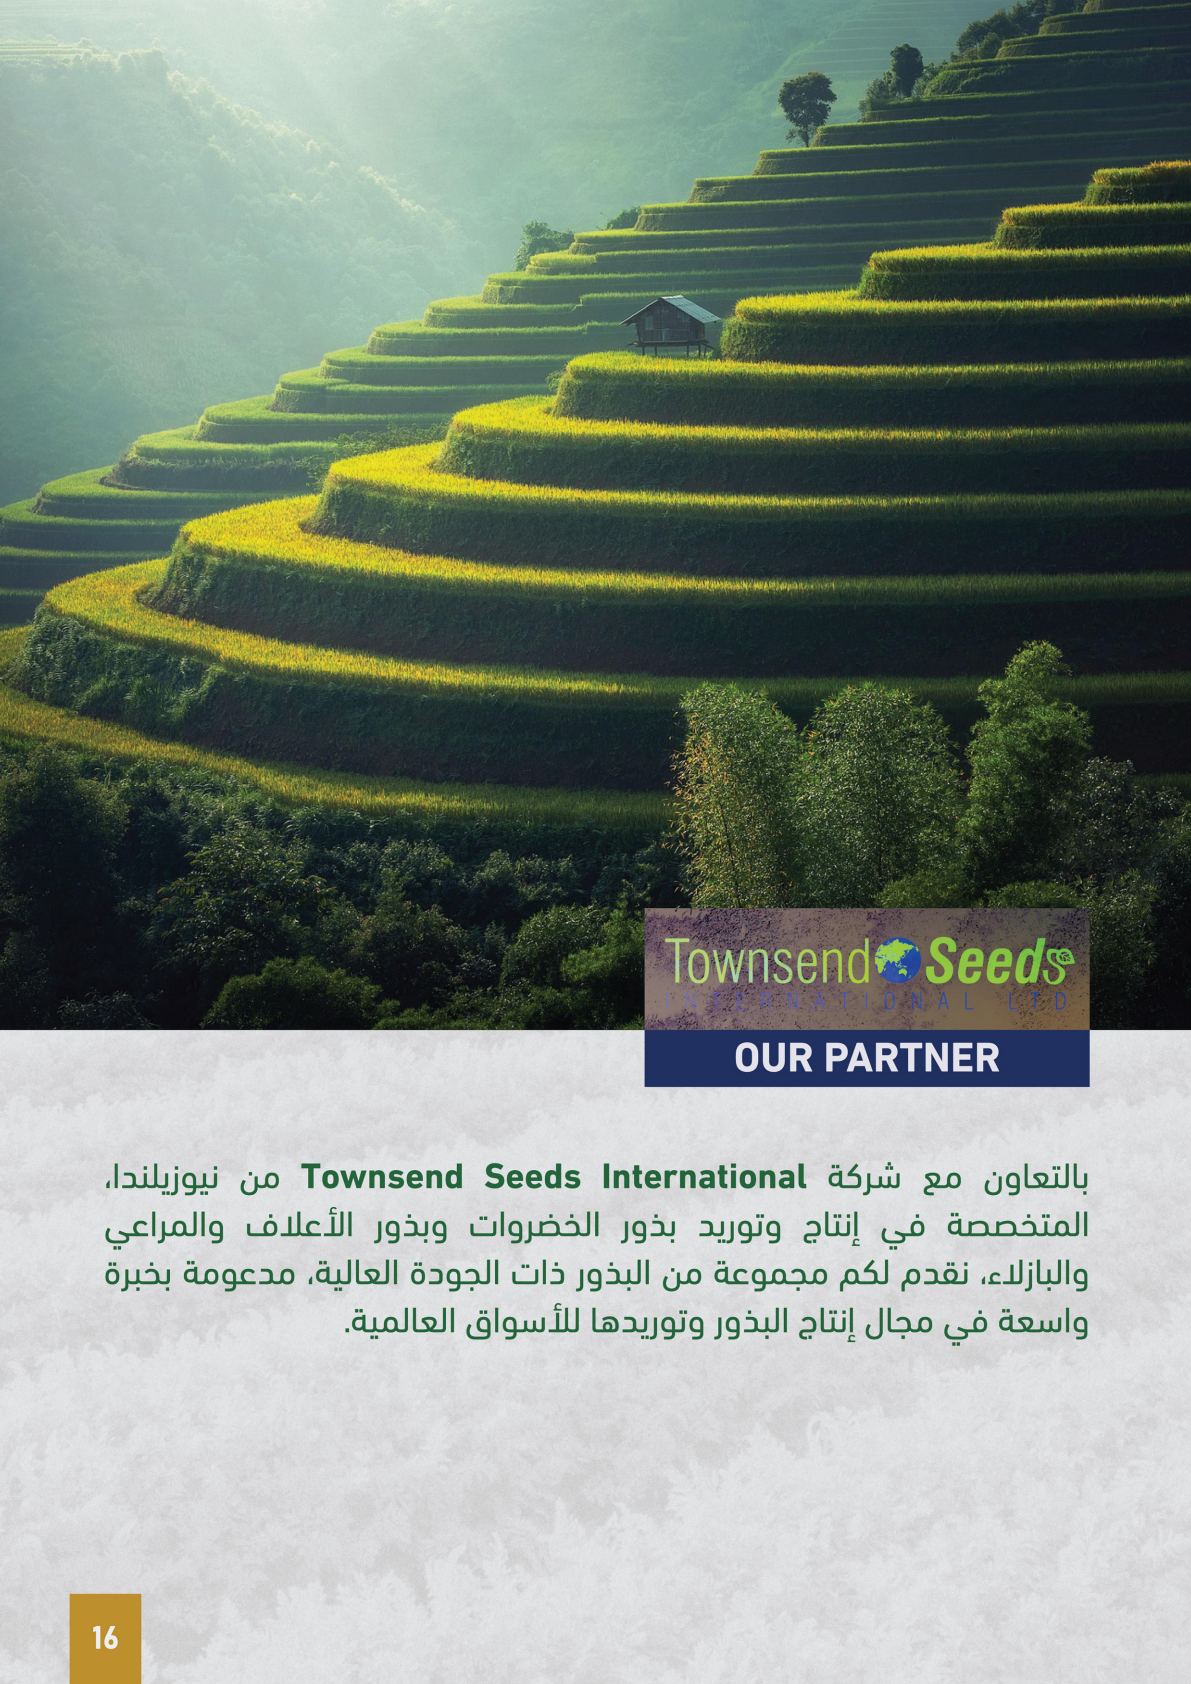 Townsend Seeds
INTERNATIONAL LTD
OUR PARTNER
بالتعاون مع شركة Townsend Seeds International من نيوزيلندا،
المتخصصة في إنتاج وتوريد بذور الخضروات وبذور الأعلاف والمراعي
والبازلاء، نقدم لكم مجموعة من البذور ذات الجودة العالية، مدعومة بخبرة
واسعة في مجال إنتاج البذور وتوريدها للأسواق العالمية.
16